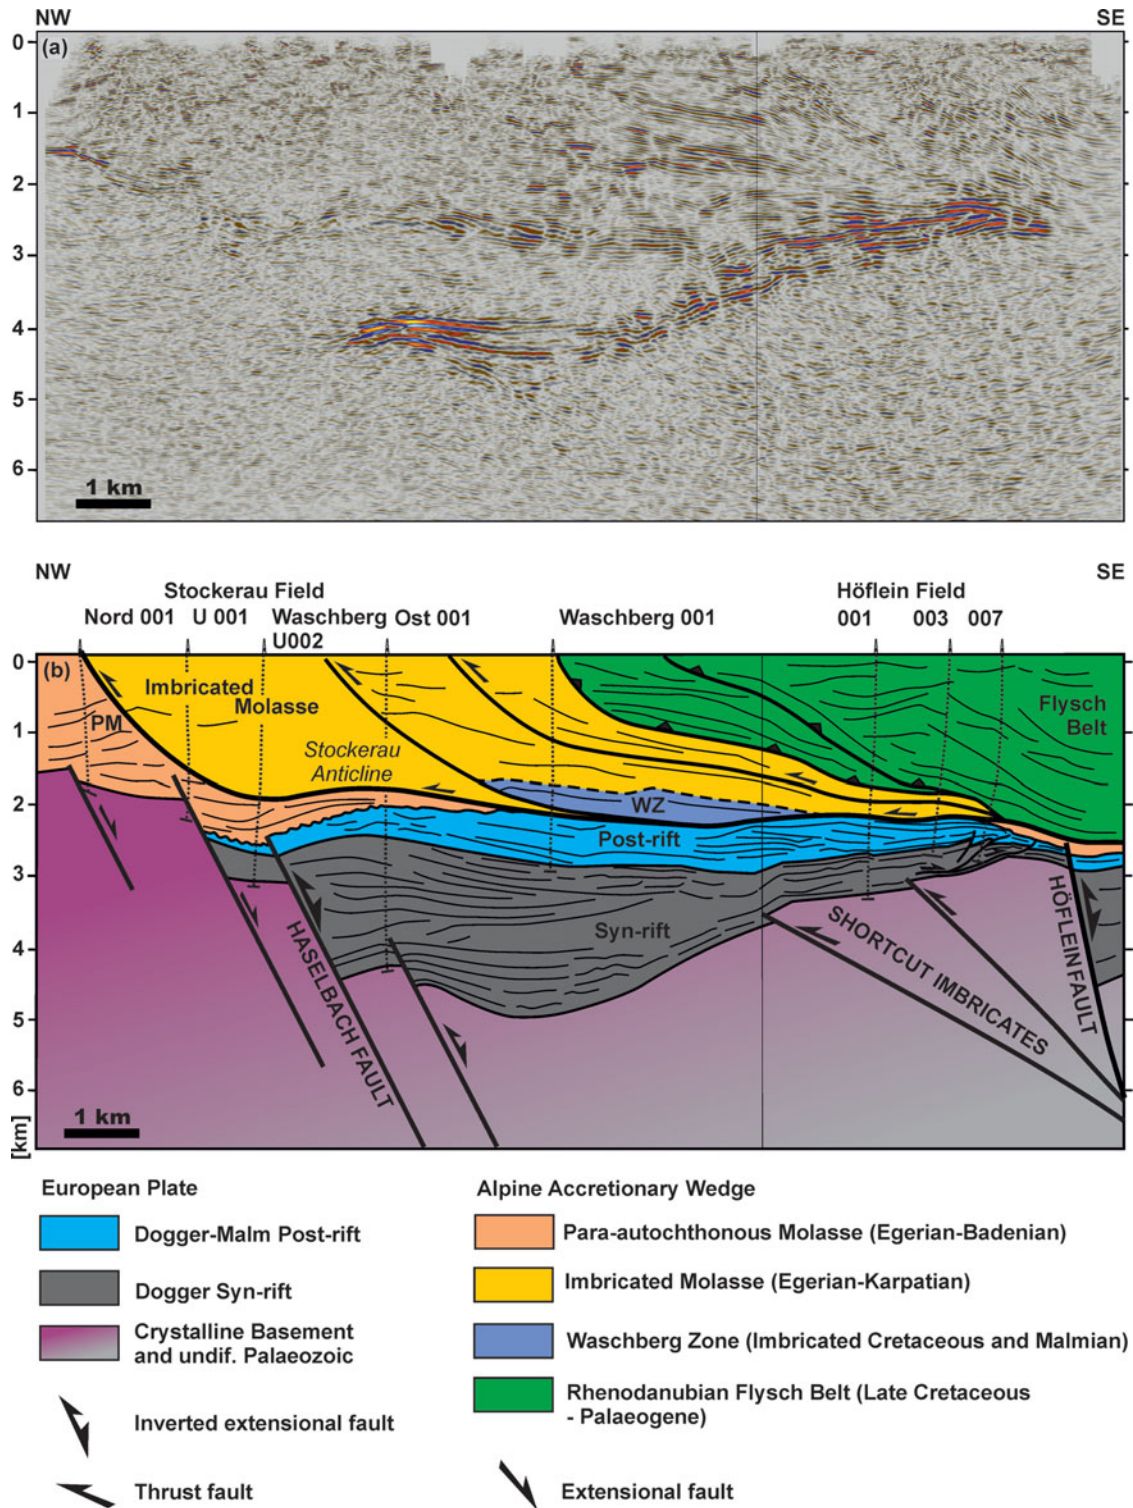 NW
SE
(a)
0
1
2
3
4
5
6
1 km
NW
SE
Stockerau Field
Höflein Field
Nord 001
U 001
Waschberg
U002
Ost 001
Waschberg 001
001
003
007
(b)
0
1
2
3
4
5
6
[km]
PM
Imbricated
Molasse
Stockerau
Anticline
Flysch
Belt
WZ
Post-rift
Syn-rift
HASELBACH FAULT
SHORTCUT IMBRICATES
HÖFLEIN FAULT
1 km
European Plate
Dogger-Malm Post-rift
Dogger Syn-rift
Crystalline Basement
and undif. Palaeozoic
Inverted extensional fault
Thrust fault
Alpine Accretionary Wedge
Para-autochthonous Molasse (Egerian-Badenian)
Imbricated Molasse (Egerian-Karpatian)
Waschberg Zone (Imbricated Cretaceous and Malmian)
Rhenodanubian Flysch Belt (Late Cretaceous
- Palaeogene)
Extensional fault